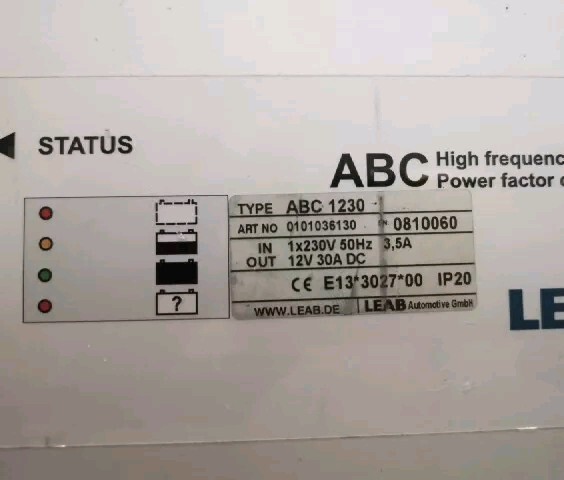 STATUS
ABC High frequenc
Power factor c
TYPE ABC 1230
ART NO 0101036130 0810060
IN 1x230V 50Hz 3,5A
OUT 12V 30A DC
CE E13*3027*00 IP20
WWW.LEAB.DE LEAB Automotive GmbH
?
LE